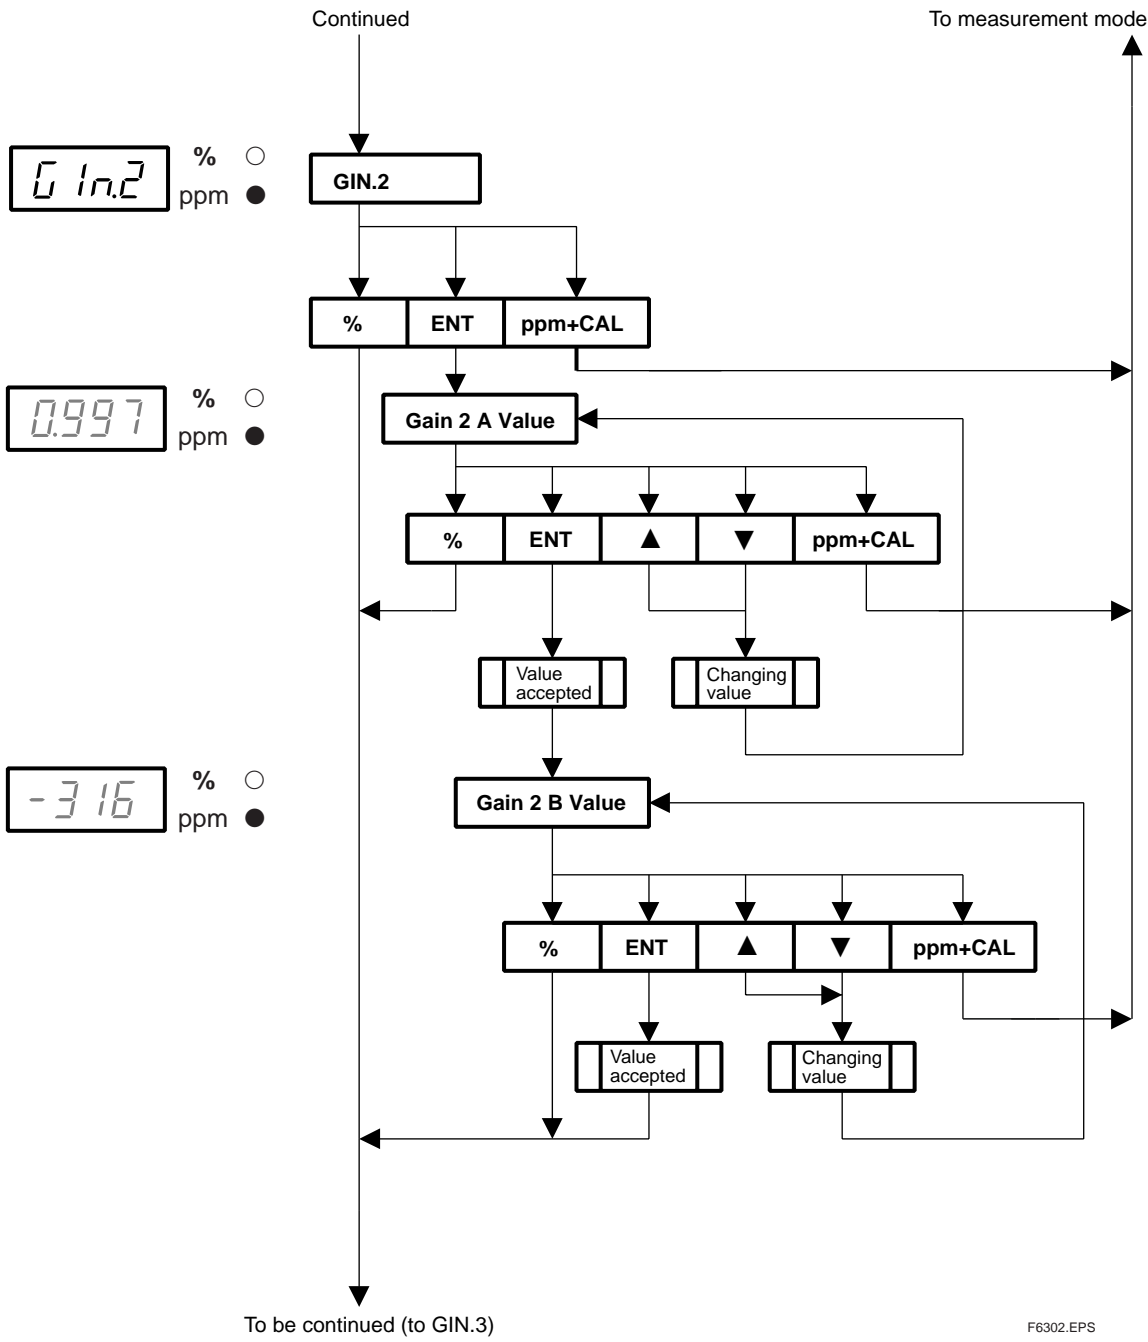 Continued
To measurement mode
GIn.2
%
ppm
GIN.2
%
ENT
ppm+CAL
0.997
%
ppm
Gain 2 A Value
%
ENT
▲
▼
ppm+CAL
Value
accepted
Changing
value
-316
%
ppm
Gain 2 B Value
%
ENT
▲
▼
ppm+CAL
Value
accepted
Changing
value
To be continued (to GIN.3)
F6302.EPS